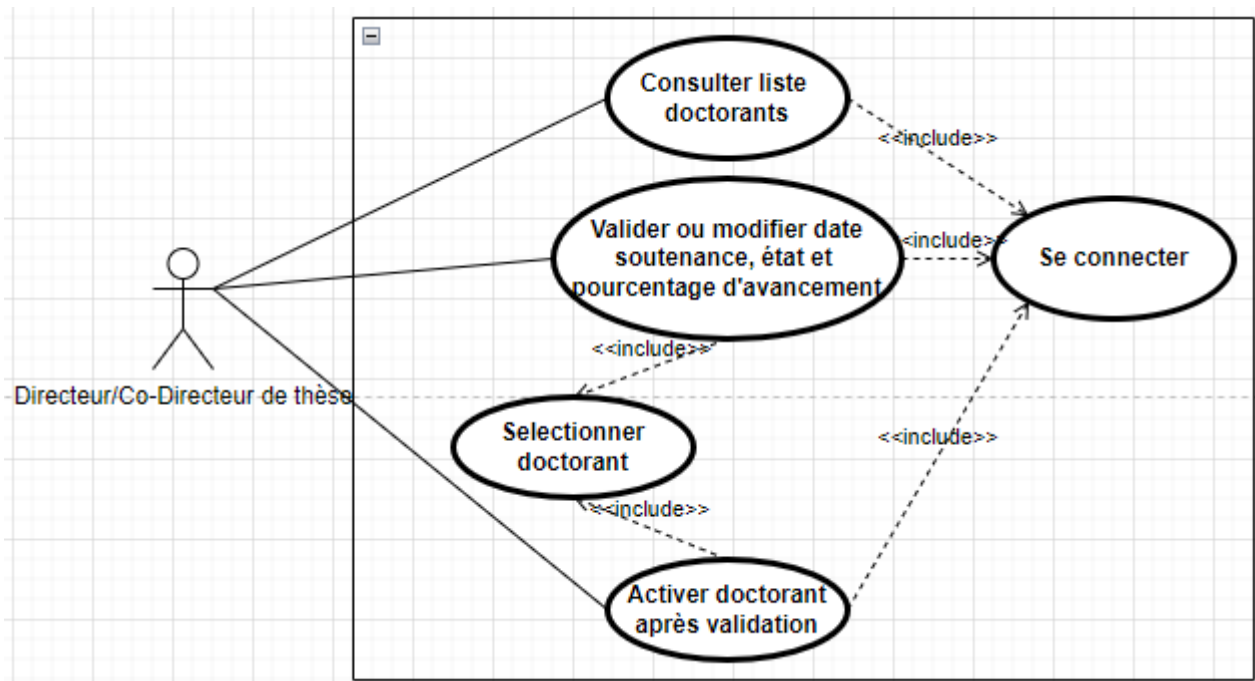 Consulter liste
doctorants
<<include>>
Valider ou modifier date
soutenance, état et
pourcentage d'avancement
<include>>
Se connecter
<<include>>
Directeur/Co-Directeur de thèse
Selectionner
doctorant
<<include>>
<<include>>
Activer doctorant
après validation